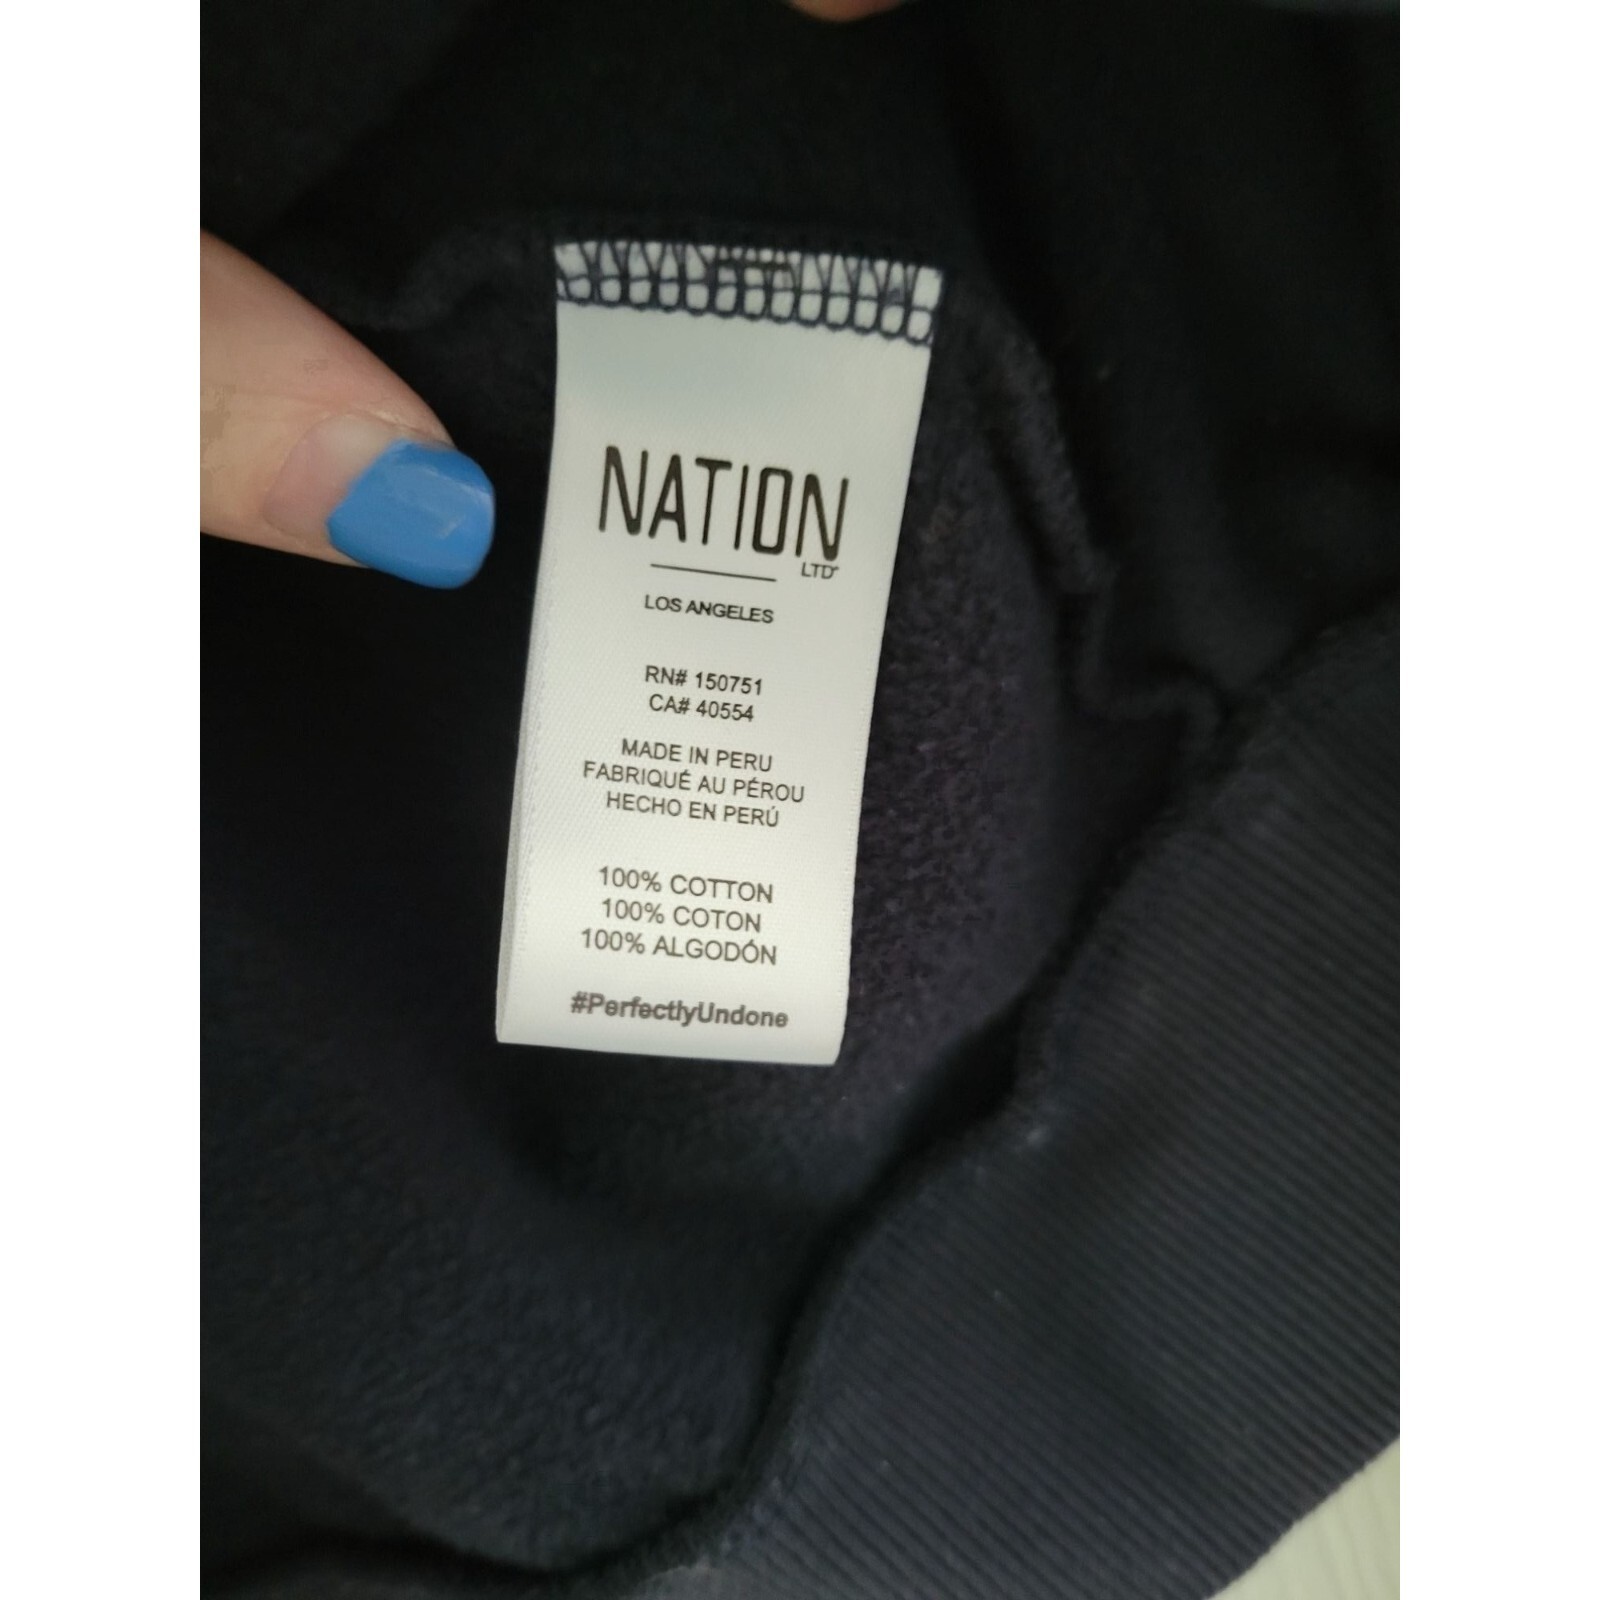 NATION
LTD
LOS ANGELES
RN# 150751
CA# 40554
MADE IN PERU
FABRIQUÉ AU PÉROU
HECHO EN PERÚ
100% COTTON
100% COTON
100% ALGODÓN
#PerfectlyUndone